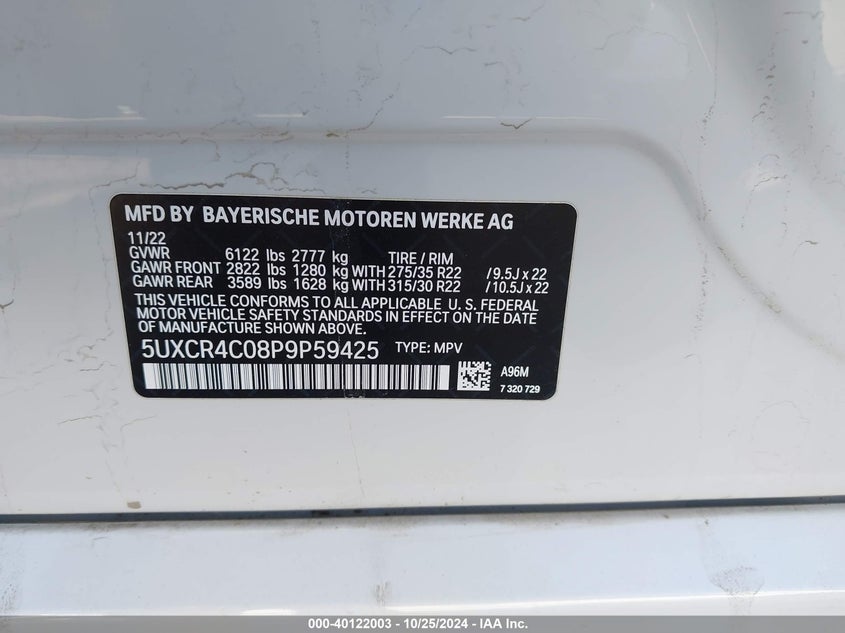 MFD BY BAYERISCHE MOTOREN WERKE AG
11/22
GVWR 6122 lbs 2777 kg TIRE / RIM
GAWR FRONT 2822 lbs 1280 kg WITH 275/35 R22 / 9.5J x 22
GAWR REAR 3589 lbs 1628 kg WITH 315/30 R22 / 10.5J x 22
THIS VEHICLE CONFORMS TO ALL APPLICABLE U. S. FEDERAL
MOTOR VEHICLE SAFETY STANDARDS IN EFFECT ON THE DATE
OF MANUFACTURE SHOWN ABOVE.
5UXCR4C08P9P59425 TYPE: MPV
A96M
7 320 729
000-40122003 - 10/25/2024 - IAA Inc.